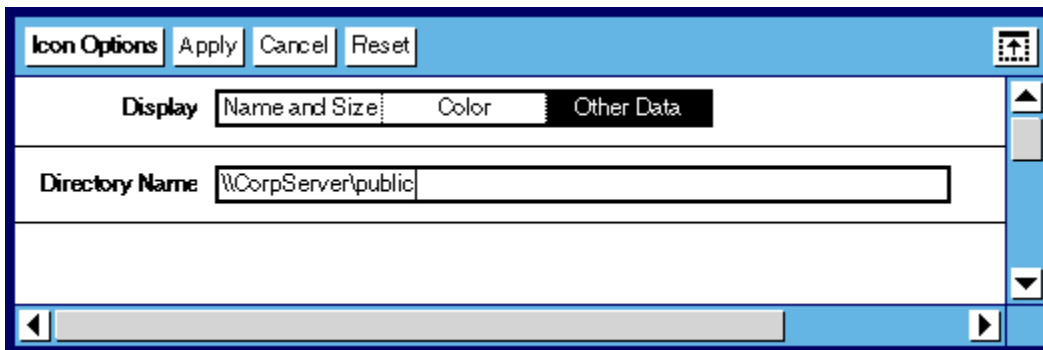 Icon Options Apply Cancel Reset
Display Name and Size Color Other Data
Directory Name \\CorpServer\public